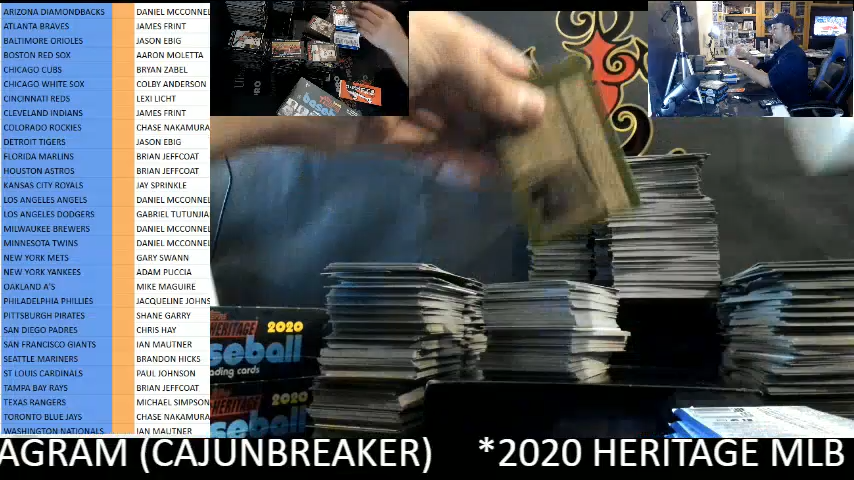 ARIZONA DIAMONDBACKS DANIEL MCCONNEL
ATLANTA BRAVES JAMES FRINT
BALTIMORE ORIOLES JASON EBIG
BOSTON RED SOX AARON MOLETTA
CHICAGO CUBS BRYAN ZABEL
CHICAGO WHITE SOX COLBY ANDERSON
CINCINNATI REDS LEXI LICHT
CLEVELAND INDIANS JAMES FRINT
COLORADO ROCKIES CHASE NAKAMURA
DETROIT TIGERS JASON EBIG
FLORIDA MARLINS BRIAN JEFFCOAT
HOUSTON ASTROS BRIAN JEFFCOAT
KANSAS CITY ROYALS JAY SPRINKLE
LOS ANGELES ANGELS DANIEL MCCONNEL
LOS ANGELES DODGERS GABRIEL TUTUNJIA
MILWAUKEE BREWERS DANIEL MCCONNEL
MINNESOTA TWINS DANIEL MCCONNEL
NEW YORK METS GARY SWANN
NEW YORK YANKEES ADAM PUCCIA
OAKLAND A'S MIKE MAGUIRE
PHILADELPHIA PHILLIES JACQUELINE JOHNS
PITTSBURGH PIRATES SHANE GARRY
SAN DIEGO PADRES CHRIS HAY
SAN FRANCISCO GIANTS IAN MAUTNER
SEATTLE MARINERS BRANDON HICKS
ST LOUIS CARDINALS PAUL JOHNSON
TAMPA BAY RAYS BRIAN JEFFCOAT
TEXAS RANGERS MICHAEL SIMPSON
TORONTO BLUE JAYS CHASE NAKAMURA
WASHINGTON NATIONALS IAN MAUTNER
HERITAGE 2020
seball
ading cards
HERITAGE 2020
seball
AGRAM (CAJUNBREAKER) *2020 HERITAGE MLB